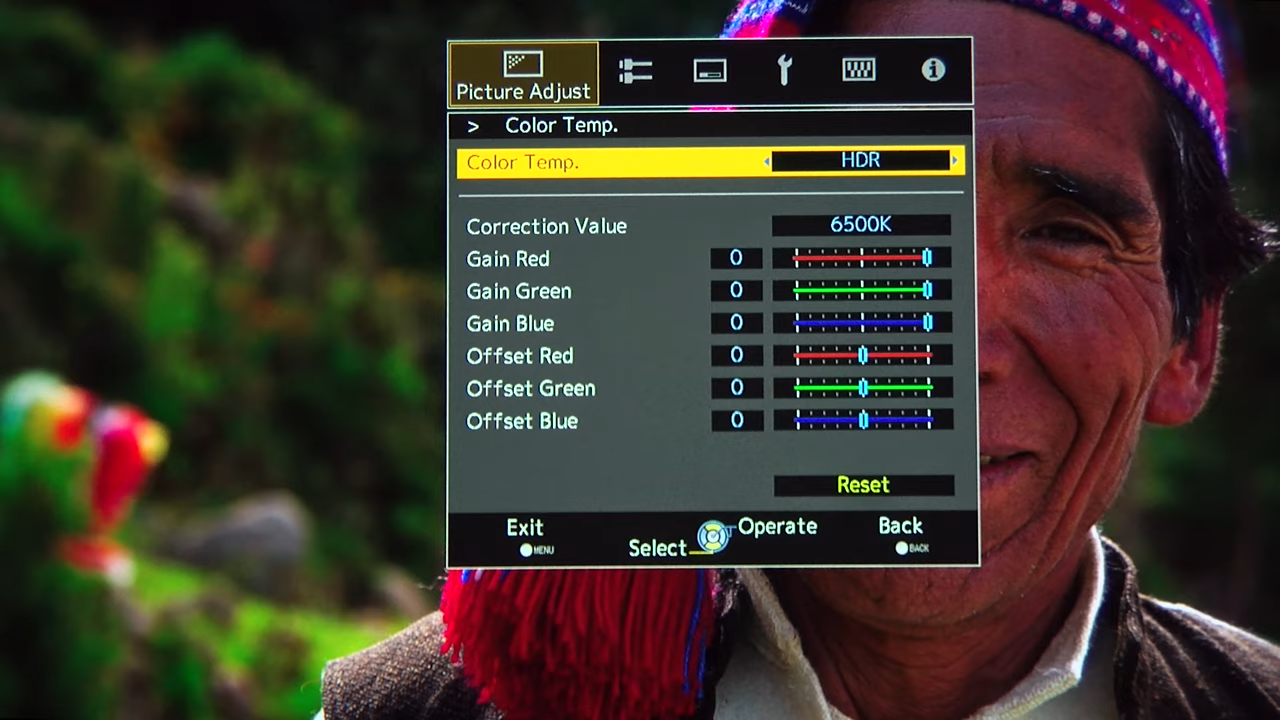 Picture Adjust
> Color Temp.
Color Temp. HDR
Correction Value 6500K
Gain Red 0
Gain Green 0
Gain Blue 0
Offset Red 0
Offset Green 0
Offset Blue 0
Reset
Exit Operate Back
MENU Select BACK